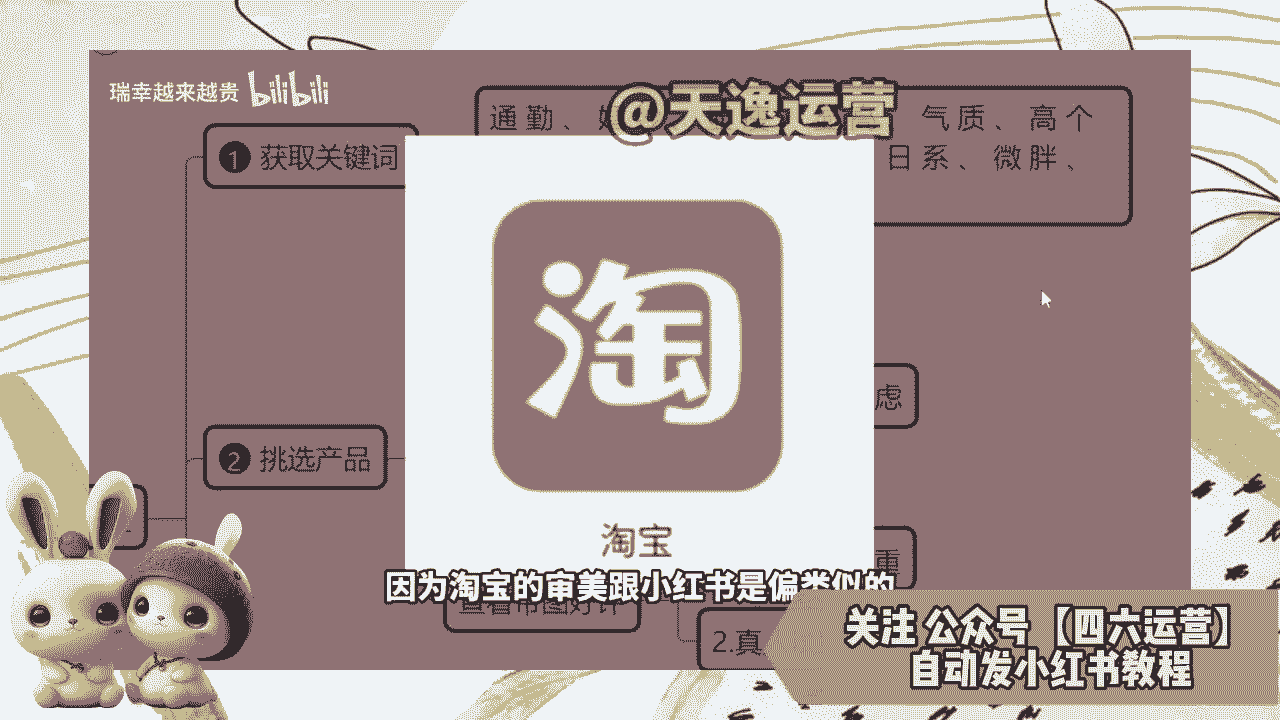 瑞幸越来越贵 bilibili
@天逸运营
通勤、
气质、高个
1 获取关键词
日系、微胖、
淘
虑
2 挑选产品
淘宝
重
因为淘宝的审美跟小红书是偏类似的
2.真
关注 公众号 【四六运营】
自动发小红书教程